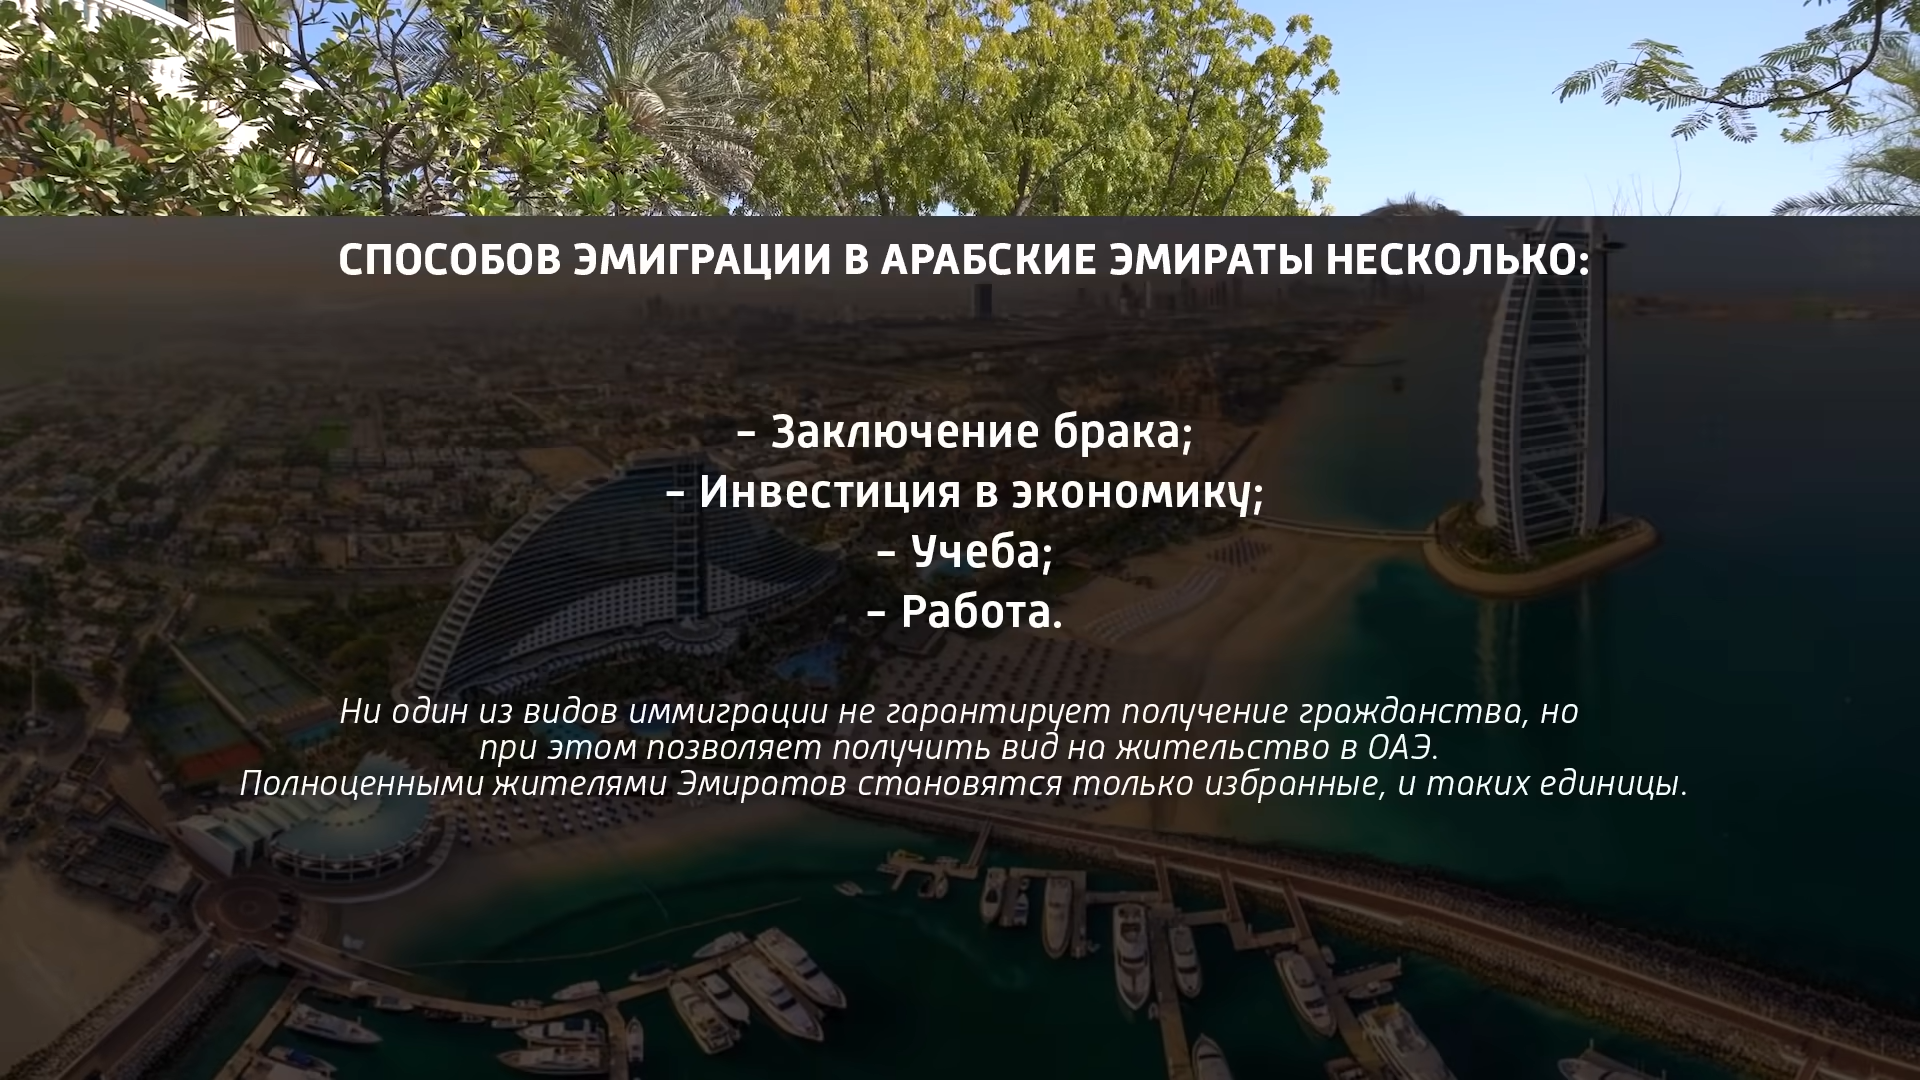 СПОСОБОВ ЭМИГРАЦИИ В АРАБСКИЕ ЭМИРАТЫ НЕСКОЛЬКО:
- Заключение брака;
- Инвестиция в экономику;
- Учеба;
- Работа.
Ни один из видов иммиграции не гарантирует получение гражданства, но
при этом позволяет получить вид на жительство в ОАЭ.
Полноценными жителями Эмиратов становятся только избранные, и таких единицы.